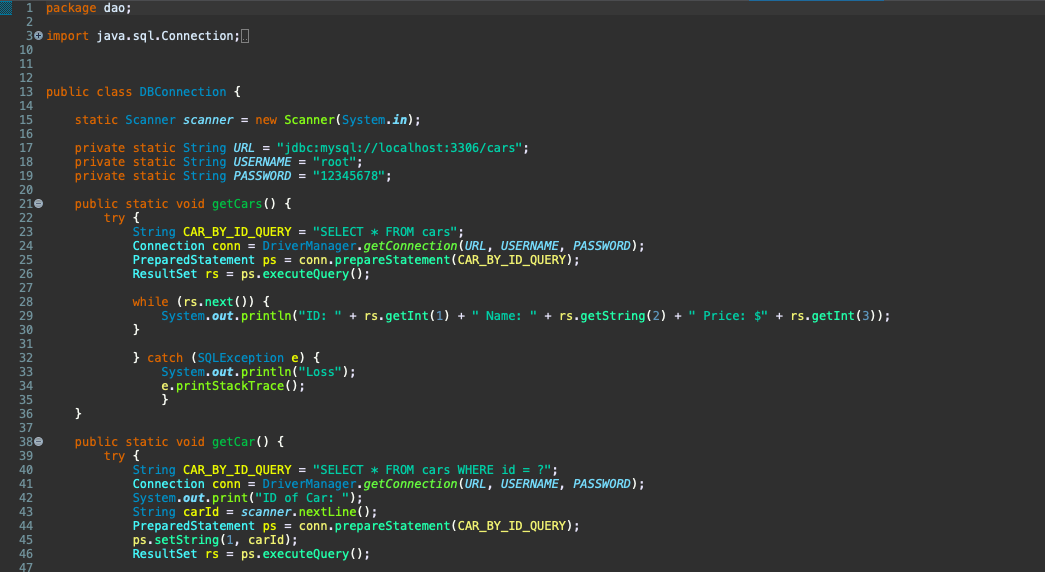 1 package dao;
2
3 import java.sql.Connection;
10
11
12
13 public class DBConnection {
14
15 static Scanner scanner = new Scanner(System.in);
16
17 private static String URL = "jdbc:mysql://localhost:3306/cars";
18 private static String USERNAME = "root";
19 private static String PASSWORD = "12345678";
20
21 public static void getCars() {
22 try {
23 String CAR_BY_ID_QUERY = "SELECT * FROM cars";
24 Connection conn = DriverManager.getConnection(URL, USERNAME, PASSWORD);
25 PreparedStatement ps = conn.prepareStatement(CAR_BY_ID_QUERY);
26 ResultSet rs = ps.executeQuery();
27
28 while (rs.next()) {
29 System.out.println("ID: " + rs.getInt(1) + " Name: " + rs.getString(2) + " Price: $" + rs.getInt(3));
30 }
31
32 } catch (SQLException e) {
33 System.out.println("Loss");
34 e.printStackTrace();
35 }
36 }
37
38 public static void getCar() {
39 try {
40 String CAR_BY_ID_QUERY = "SELECT * FROM cars WHERE id = ?";
41 Connection conn = DriverManager.getConnection(URL, USERNAME, PASSWORD);
42 System.out.print("ID of Car: ");
43 String carId = scanner.nextLine();
44 PreparedStatement ps = conn.prepareStatement(CAR_BY_ID_QUERY);
45 ps.setString(1, carId);
46 ResultSet rs = ps.executeQuery();
47